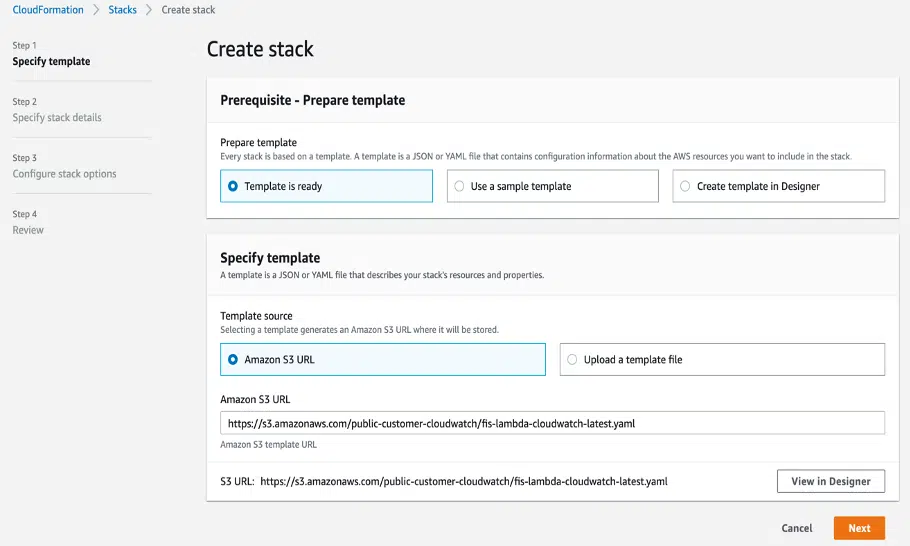 CloudFormation > Stacks > Create stack
Step 1
Specify template
Step 2
Specify stack details
Step 3
Configure stack options
Step 4
Review
Create stack
Prerequisite - Prepare template
Prepare template
Every stack is based on a template. A template is a JSON or YAML file that contains configuration information about the AWS resources you want to include in the stack.
Template is ready
Use a sample template
Create template in Designer
Specify template
A template is a JSON or YAML file that describes your stack's resources and properties.
Template source
Selecting a template generates an Amazon S3 URL where it will be stored.
Amazon S3 URL
Upload a template file
Amazon S3 URL
https://s3.amazonaws.com/public-customer-cloudwatch/fis-lambda-cloudwatch-latest.yaml
Amazon S3 template URL
S3 URL: https://s3.amazonaws.com/public-customer-cloudwatch/fis-lambda-cloudwatch-latest.yaml
View in Designer
Cancel
Next